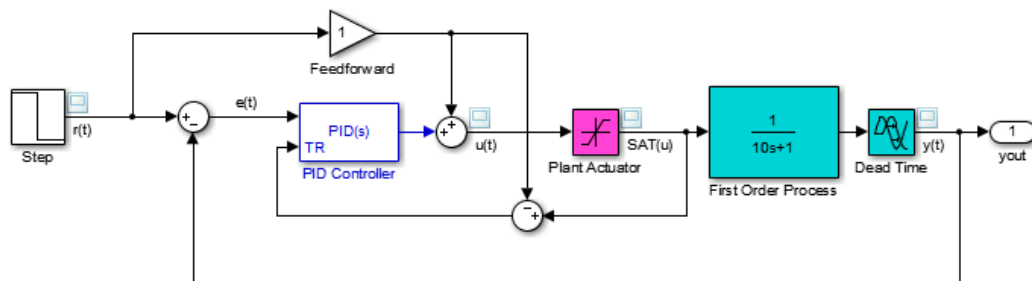 1
Feedforward
Step
r(t)
+
−
e(t)
PID(s)
TR
PID Controller
+
+
u(t)
Plant Actuator
SAT(u)
1
10s+1
First Order Process
Dead Time
y(t)
1
yout
−
+